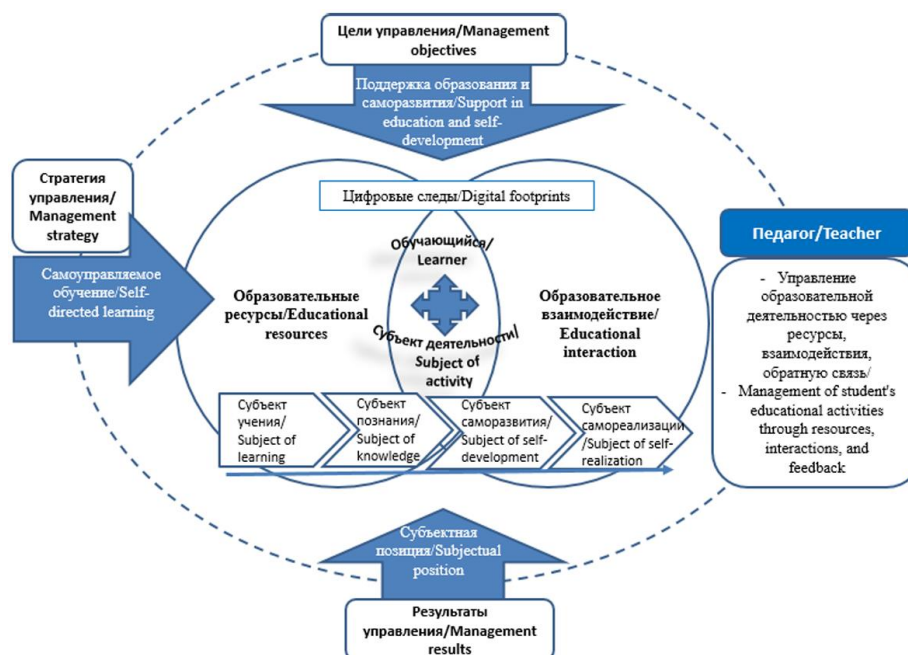 Цели управления/Management
objectives
Поддержка образования и
саморазвития/Support in
education and self-
development
Стратегия
управления/
Management
strategy
Самоуправляемое
обучение/Self-
directed learning
Цифровые следы/Digital footprints
Обучающийся/
Learner
Образовательные
ресурсы/Educational
resources
Образовательное
взаимодействие/
Educational
interaction
Субъект деятельности/
Subject of
activity
Субъект
учения/
Subject of
learning
Субъект
познания/
Subject of
knowledge
Субъект
саморазвития/
Subject of self-
development
Субъект
самореализации
/Subject of self-
realization
Педагог/Teacher
- Управление
образовательной
деятельностью через
ресурсы,
взаимодействия,
обратную связь/
- Management of student's
educational activities
through resources,
interactions, and
feedback
Субъектная
позиция/Subjectual
position
Результаты
управления/Management
results